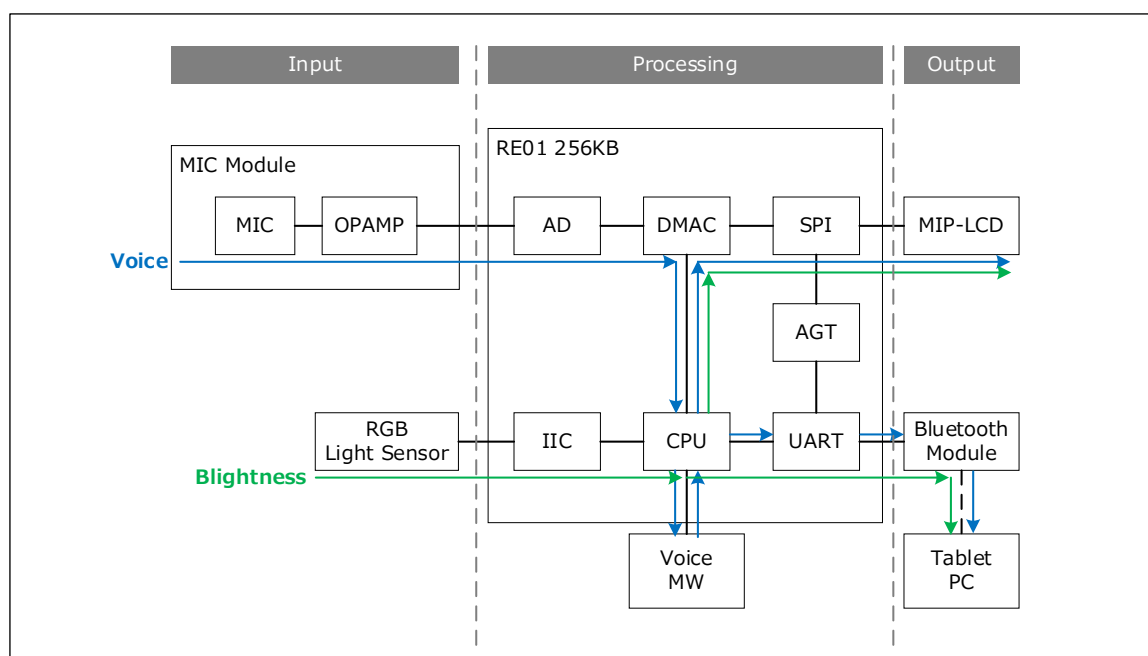 Input
Processing
Output
MIC Module
RE01 256KB
MIC
OPAMP
AD
DMAC
SPI
MIP-LCD
Voice
AGT
RGB
Light Sensor
IIC
CPU
UART
Bluetooth
Module
Blightness
Voice
MW
Tablet
PC